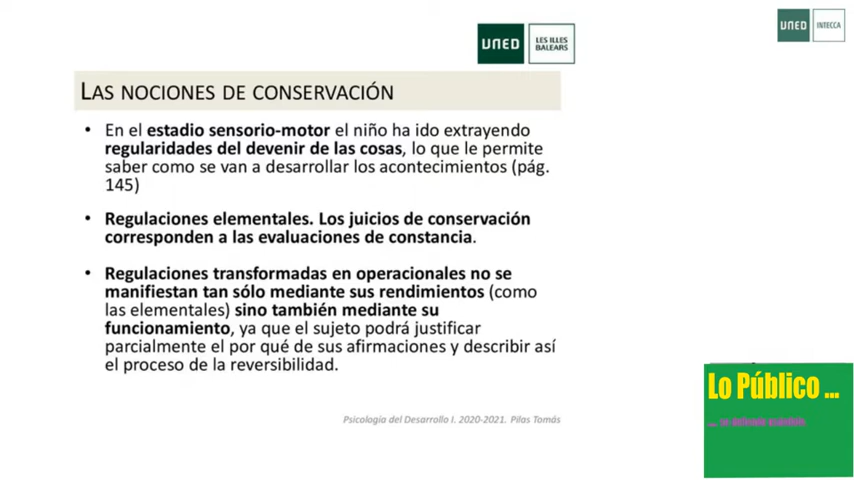 UNED
LES ILLES
BALEARS
UNED
INTECCA
LAS NOCIONES DE CONSERVACIÓN
• En el estadio sensorio-motor el niño ha ido extrayendo
regularidades del devenir de las cosas, lo que le permite
saber como se van a desarrollar los acontecimientos (pág.
145)
• Regulaciones elementales. Los juicios de conservación
corresponden a las evaluaciones de constancia.
• Regulaciones transformadas en operacionales no se
manifiestan tan sólo mediante sus rendimientos (como
las elementales) sino también mediante su
funcionamiento, ya que el sujeto podrá justificar
parcialmente el por qué de sus afirmaciones y describir así
el proceso de la reversibilidad.
Psicología del Desarrollo I. 2020-2021. Pilas Tomás
Lo Público ...